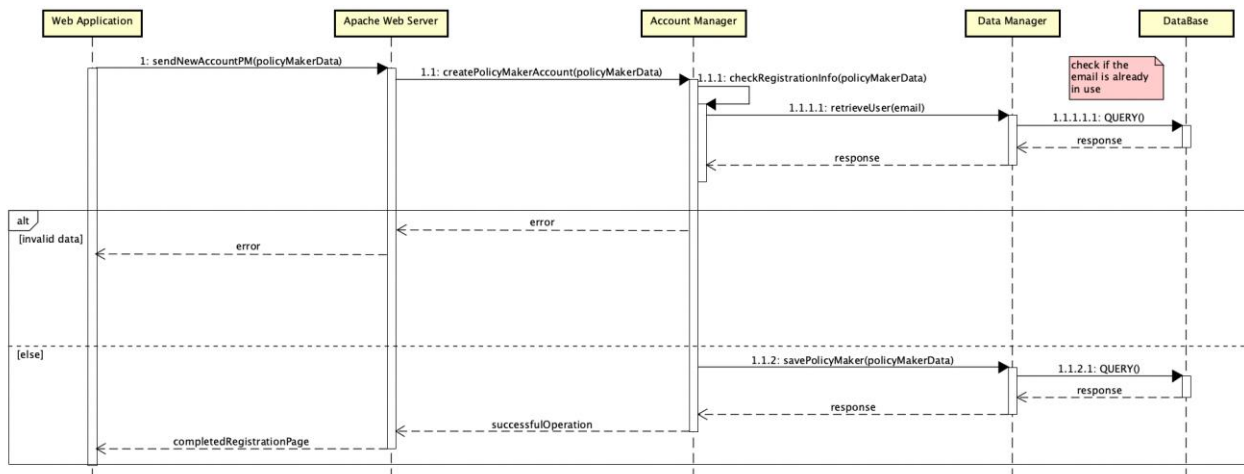 Web Application
Apache Web Server
Account Manager
Data Manager
DataBase
1: sendNewAccountPM(policyMakerData)
1.1: createPolicyMakerAccount(policyMakerData)
1.1.1: checkRegistrationInfo(policyMakerData)
check if the
email is already
in use
1.1.1.1: retrieveUser(email)
1.1.1.1.1: QUERY()
response
response
alt
[invalid data]
error
error
[else]
1.1.2: savePolicyMaker(policyMakerData)
1.1.2.1: QUERY()
response
response
successfulOperation
completedRegistrationPage